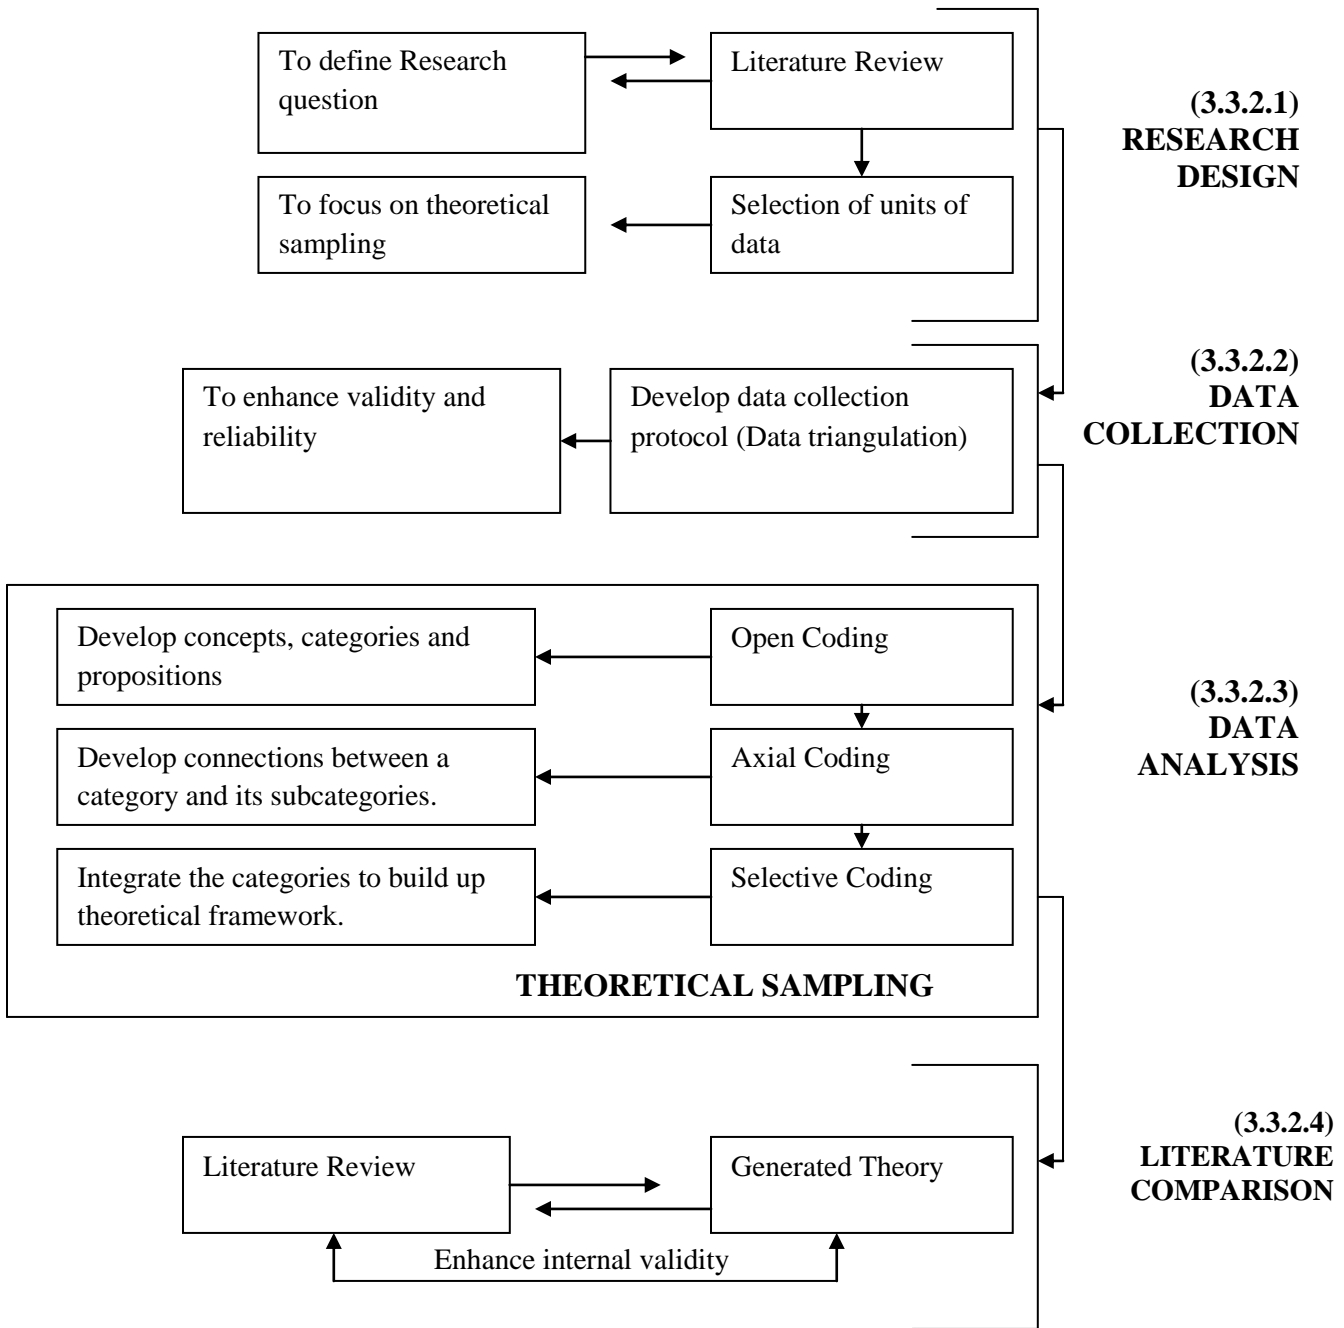 To define Research
question
Literature Review
(3.3.2.1)
RESEARCH
DESIGN
To focus on theoretical
sampling
Selection of units of
data
(3.3.2.2)
DATA
COLLECTION
To enhance validity and
reliability
Develop data collection
protocol (Data triangulation)
Develop concepts, categories and
propositions
Open Coding
(3.3.2.3)
DATA
ANALYSIS
Develop connections between a
category and its subcategories.
Axial Coding
Integrate the categories to build up
theoretical framework.
Selective Coding
THEORETICAL SAMPLING
(3.3.2.4)
LITERATURE
COMPARISON
Literature Review
Generated Theory
Enhance internal validity